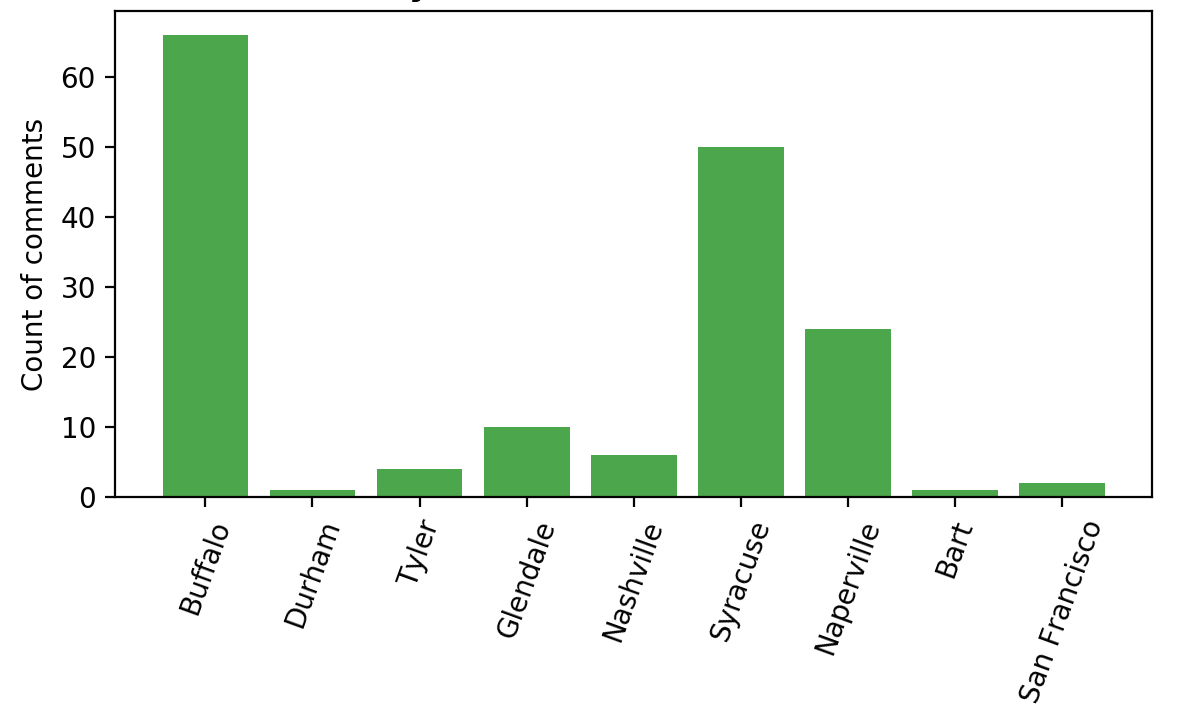 Count of comments
60
50
40
30
20
10
0
Buffalo
Durham
Tyler
Glendale
Nashville
Syracuse
Naperville
Bart
San Francisco